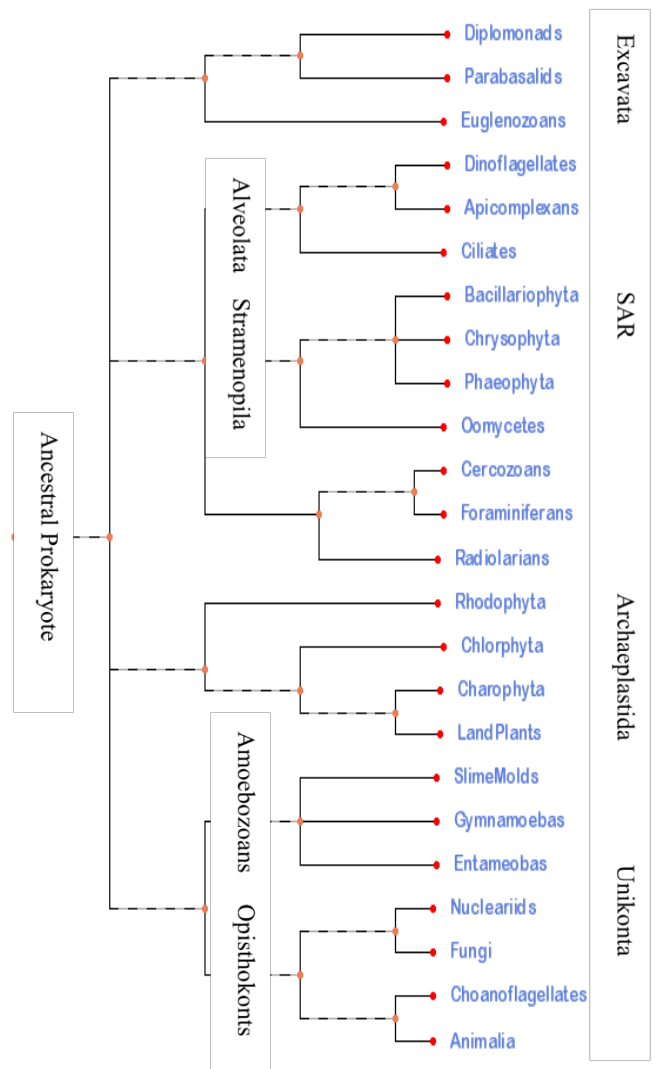 Diplomonads
Parabasalids
Euglenozoans
Dinoflagellates
Apicomplexans
Ciliates
Bacillariophyta
Chrysophyta
Phaeophyta
Oomycetes
Cercozoans
Foraminiferans
Radiolarians
Rhodophyta
Chlorphyta
Charophyta
LandPlants
SlimeMolds
Gymnamoebas
Entameobas
Nucleariids
Fungi
Choanoflagellates
Animalia
Excavata
SAR
Archaeplastida
Unikonta
Alveolata
Stramenopila
Amoebozoans
Opisthokonts
Ancestral Prokaryote